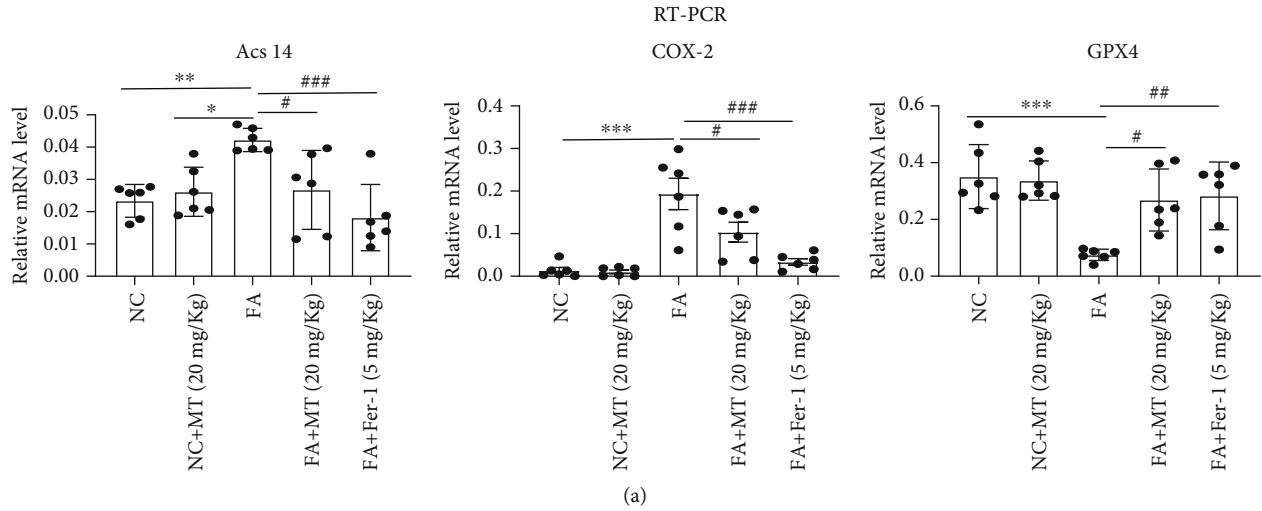 RT-PCR
Acs 14
Relative mRNA level
0.05
0.04
0.03
0.02
0.01
0.00
**
*
###
#
NC
NC+MT (20 mg/Kg)
FA
FA+MT (20 mg/Kg)
FA+Fer-1 (5 mg/Kg)
COX-2
Relative mRNA level
0.4
0.3
0.2
0.1
0.0
***
###
#
NC
NC+MT (20 mg/Kg)
FA
FA+MT (20 mg/Kg)
FA+Fer-1 (5 mg/Kg)
GPX4
Relative mRNA level
0.6
0.4
0.2
0.0
***
##
#
NC
NC+MT (20 mg/Kg)
FA
FA+MT (20 mg/Kg)
FA+Fer-1 (5 mg/Kg)
(a)